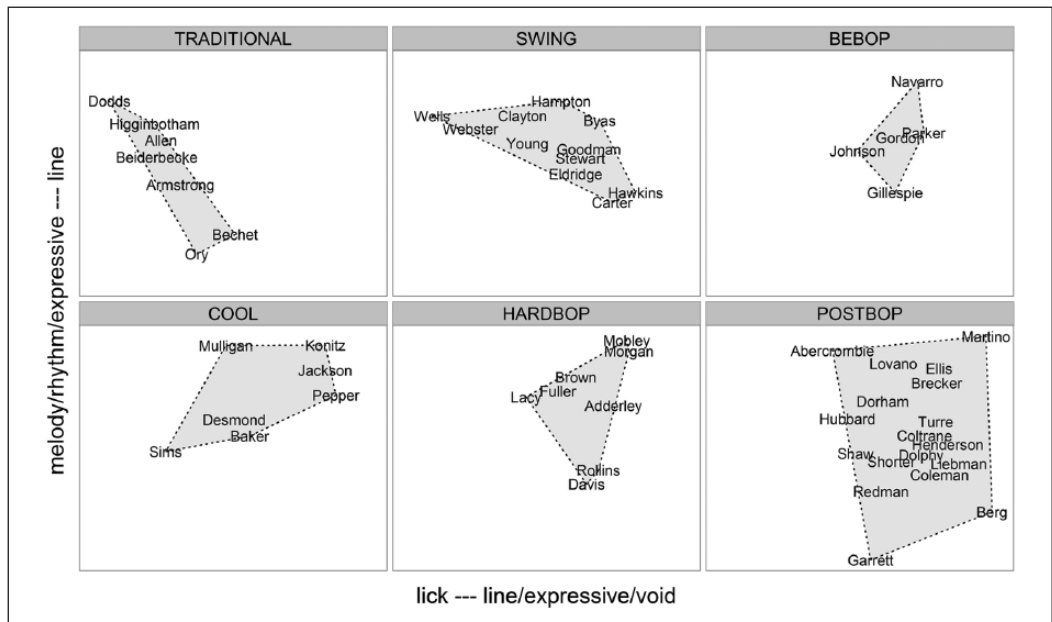 TRADITIONAL
Dodds
Higginbotham
Allen
Beiderbecke
Armstrong
Bechet
Ory
SWING
Hampton
Wells
Clayton
Byas
Webster
Young
Goodman
Stewart
Eldridge
Hawkins
Carter
BEBOP
Navarro
Parker
Gordon
Johnson
Gillespie
COOL
Mulligan
Konitz
Jackson
Pepper
Desmond
Baker
Sims
HARDBOP
Mobley
Morgan
Brown
Fuller
Lacy
Adderley
Rollins
Davis
POSTBOP
Martino
Abercrombie
Lovano
Ellis
Brecker
Dorham
Hubbard
Turre
Coltrane
Henderson
Shaw
Dolphy
Shorter
Liebman
Coleman
Redman
Berg
Garrett
melody/rhythm/expressive --- line
lick --- line/expressive/void